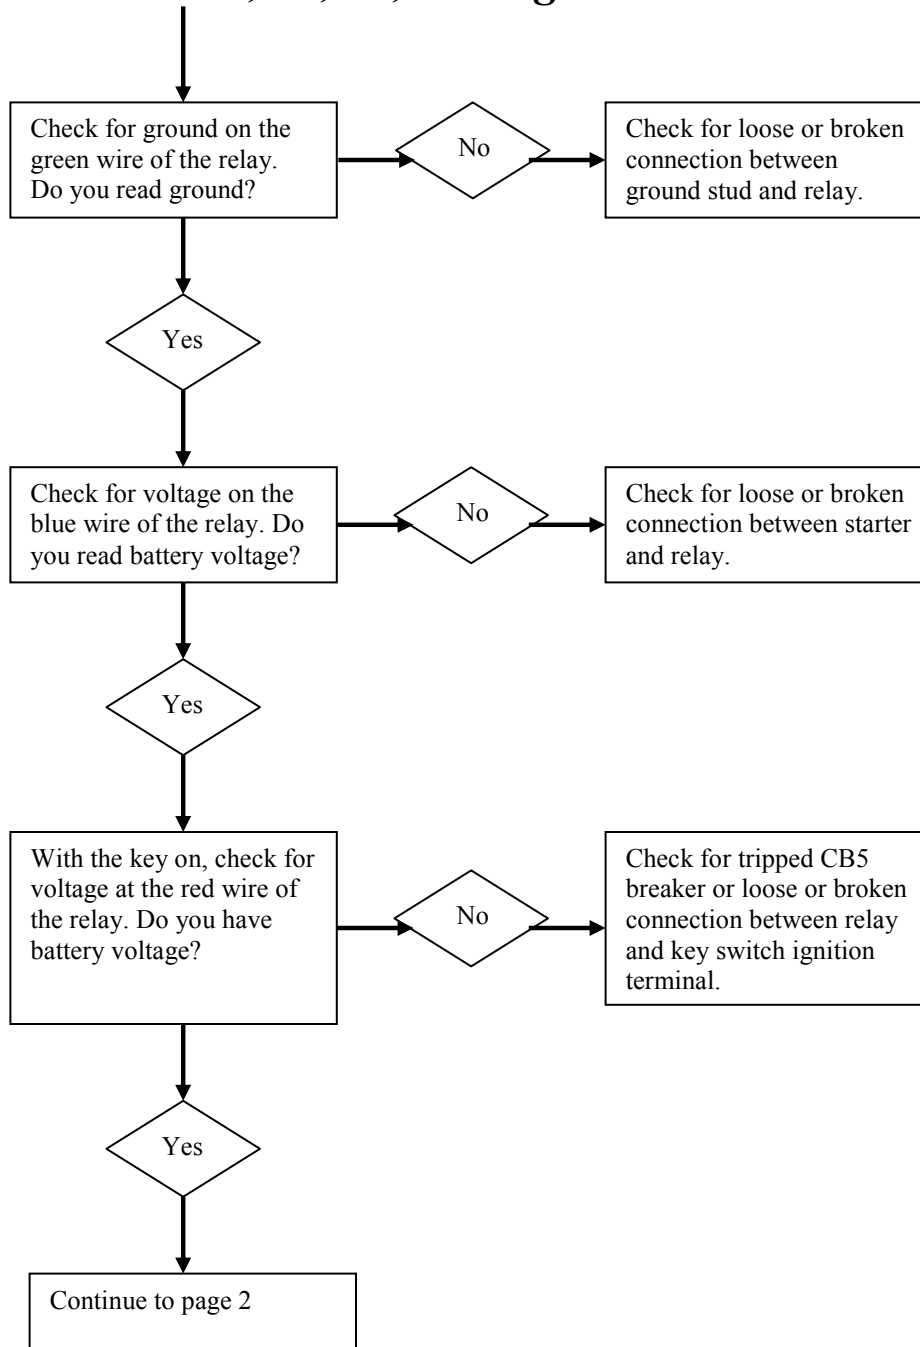 Check for ground on the
green wire of the relay.
Do you read ground?
No
Check for loose or broken
connection between
ground stud and relay.
Yes
Check for voltage on the
blue wire of the relay. Do
you read battery voltage?
No
Check for loose or broken
connection between starter
and relay.
Yes
With the key on, check for
voltage at the red wire of
the relay. Do you have
battery voltage?
No
Check for tripped CB5
breaker or loose or broken
connection between relay
and key switch ignition
terminal.
Yes
Continue to page 2